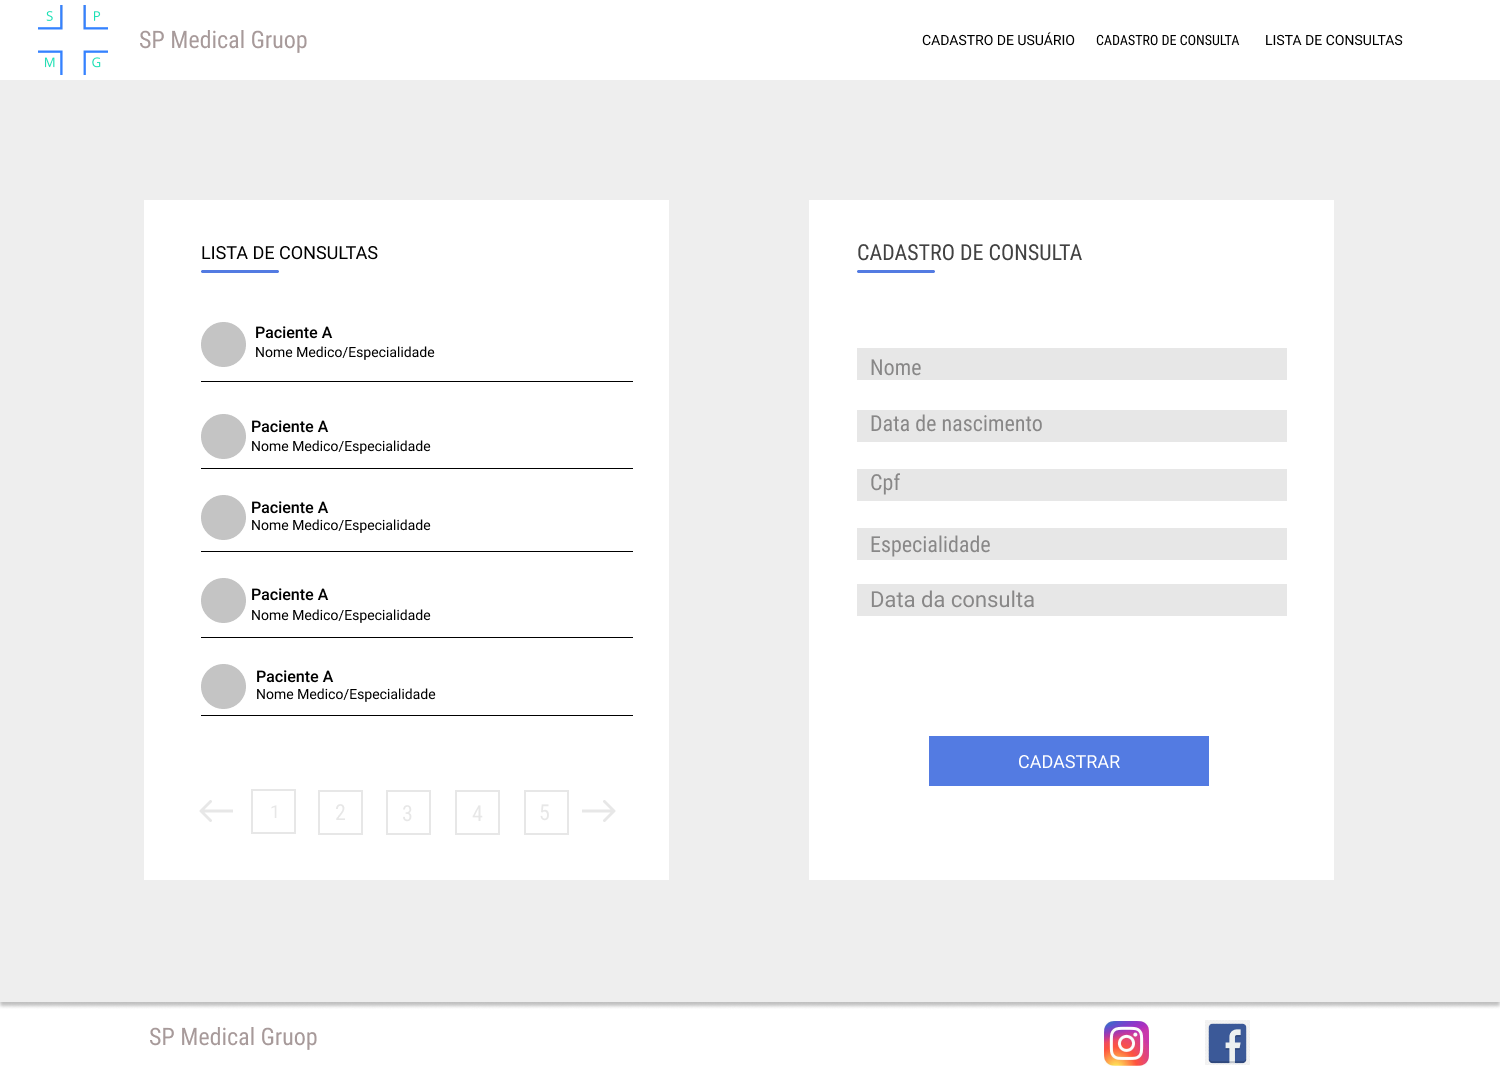 S P
M G
SP Medical Gruop
CADASTRO DE USUÁRIO
CADASTRO DE CONSULTA
LISTA DE CONSULTAS
LISTA DE CONSULTAS
Paciente A
Nome Medico/Especialidade
Paciente A
Nome Medico/Especialidade
Paciente A
Nome Medico/Especialidade
Paciente A
Nome Medico/Especialidade
Paciente A
Nome Medico/Especialidade
1 2 3 4 5
CADASTRO DE CONSULTA
Nome
Data de nascimento
Cpf
Especialidade
Data da consulta
CADASTRAR
SP Medical Gruop